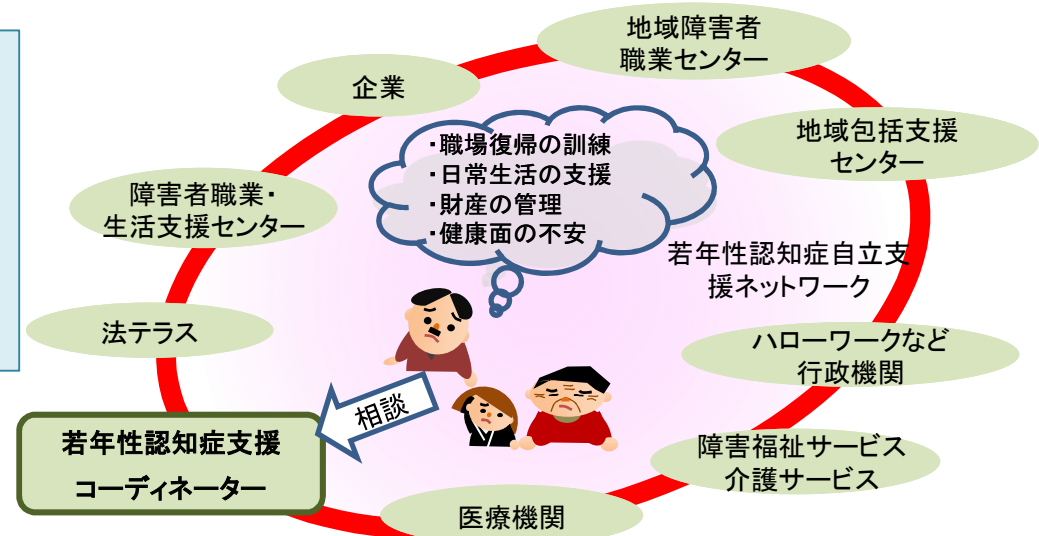 地域障害者
職業センター
企業
・職場復帰の訓練
・日常生活の支援
・財産の管理
・健康面の不安
地域包括支援
センター
障害者職業・
生活支援センター
若年性認知症自立支
援ネットワーク
法テラス
ハローワークなど
行政機関
相談
若年性認知症支援
コーディネーター
障害福祉サービス
介護サービス
医療機関